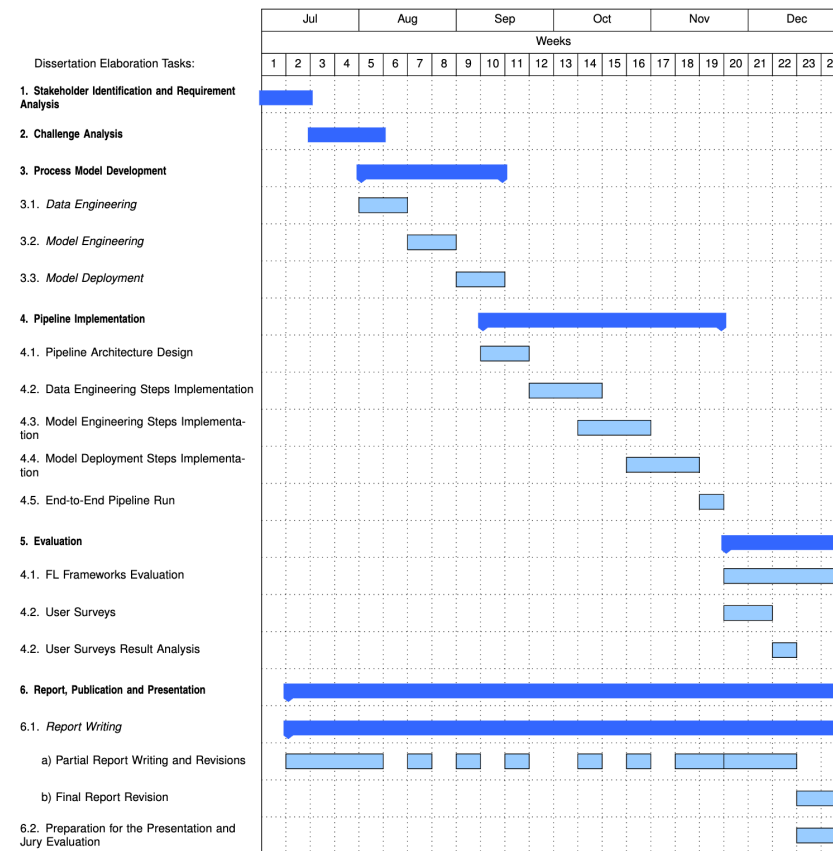 Jul Aug Sep Oct Nov Dec
Weeks
Dissertation Elaboration Tasks: 1 2 3 4 5 6 7 8 9 10 11 12 13 14 15 16 17 18 19 20 21 22 23 2
1. Stakeholder Identification and Requirement
Analysis
2. Challenge Analysis
3. Process Model Development
3.1. Data Engineering
3.2. Model Engineering
3.3. Model Deployment
4. Pipeline Implementation
4.1. Pipeline Architecture Design
4.2. Data Engineering Steps Implementation
4.3. Model Engineering Steps Implementa-
tion
4.4. Model Deployment Steps Implementa-
tion
4.5. End-to-End Pipeline Run
5. Evaluation
4.1. FL Frameworks Evaluation
4.2. User Surveys
4.2. User Surveys Result Analysis
6. Report, Publication and Presentation
6.1. Report Writing
a) Partial Report Writing and Revisions
b) Final Report Revision
6.2. Preparation for the Presentation and
Jury Evaluation